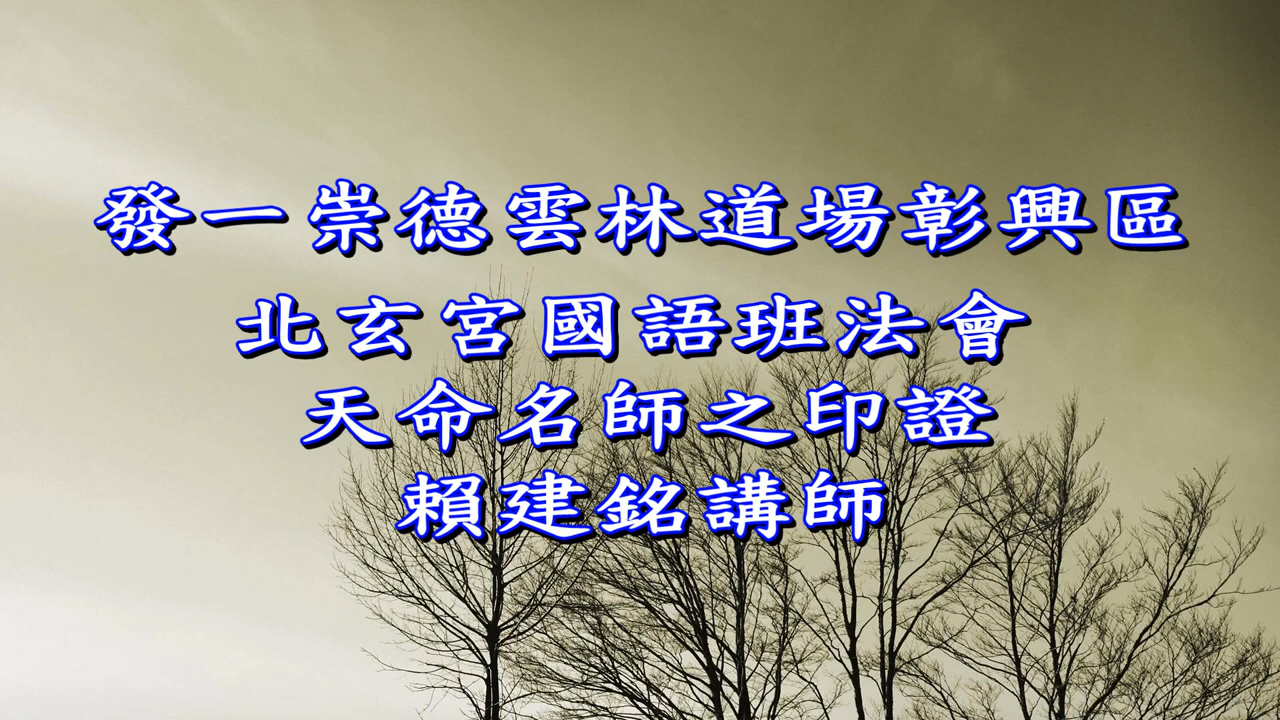 發一崇德雲林道場彰興區
北玄宮國語班法會
天命名師之印證
賴建銘講師